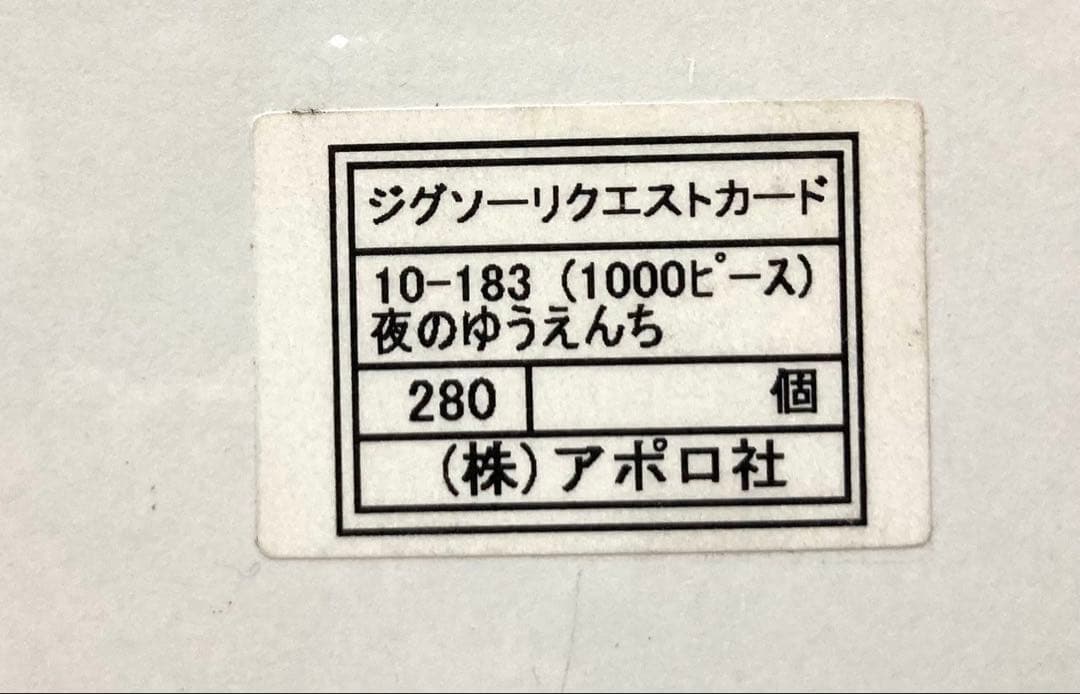 ジグソーリクエストカード
10-183 (1000ピース)
夜のゆうえんち
280 個
(株)アポロ社